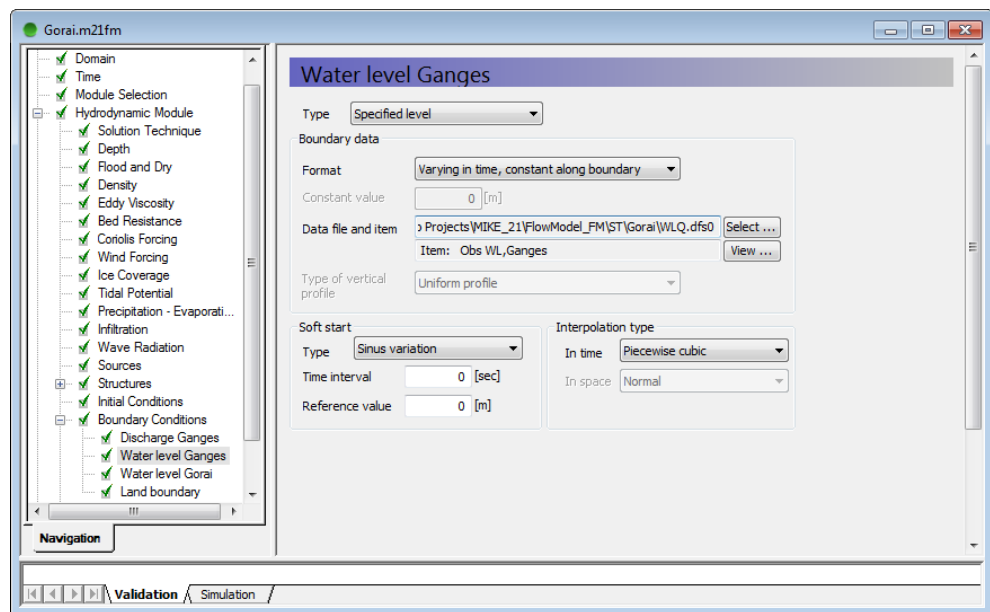 Gorai.m21fm
Domain
Time
Module Selection
Hydrodynamic Module
Solution Technique
Depth
Flood and Dry
Density
Eddy Viscosity
Bed Resistance
Coriolis Forcing
Wind Forcing
Ice Coverage
Tidal Potential
Precipitation - Evaporati...
Infiltration
Wave Radiation
Sources
Structures
Initial Conditions
Boundary Conditions
Discharge Ganges
Water level Ganges
Water level Gorai
Land boundary
Navigation
Water level Ganges
Type Specified level
Boundary data
Format Varying in time, constant along boundary
Constant value 0 [m]
Data file and item Projects\MIKE_21\FlowModel_FM\ST\Gorai\WLQ.dfs0 Select ...
Item: Obs WL,Ganges View ...
Type of vertical
profile Uniform profile
Soft start
Type Sinus variation
Time interval 0 [sec]
Reference value 0 [m]
Interpolation type
In time Piecewise cubic
In space Normal
Validation Simulation